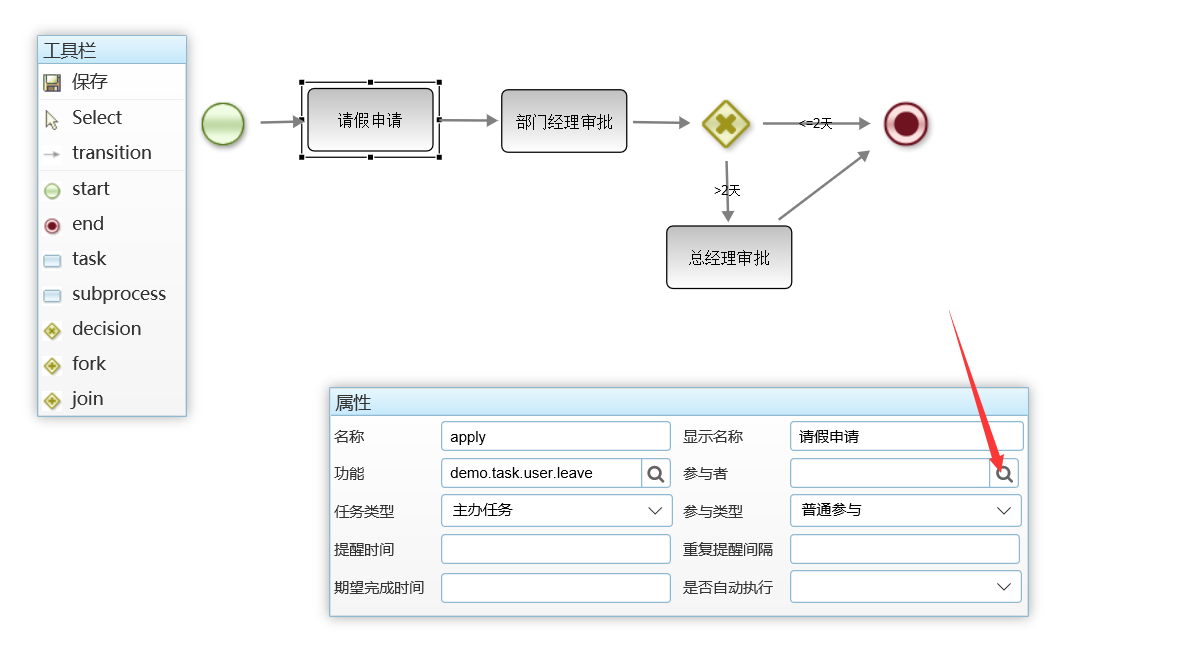 工具栏
保存
Select
transition
start
end
task
subprocess
decision
fork
join
请假申请
部门经理审批
<=2天
>2天
总经理审批
属性
名称 apply 显示名称 请假申请
功能 demo.task.user.leave 参与者
任务类型 主办任务 参与类型 普通参与
提醒时间 重复提醒间隔
期望完成时间 是否自动执行